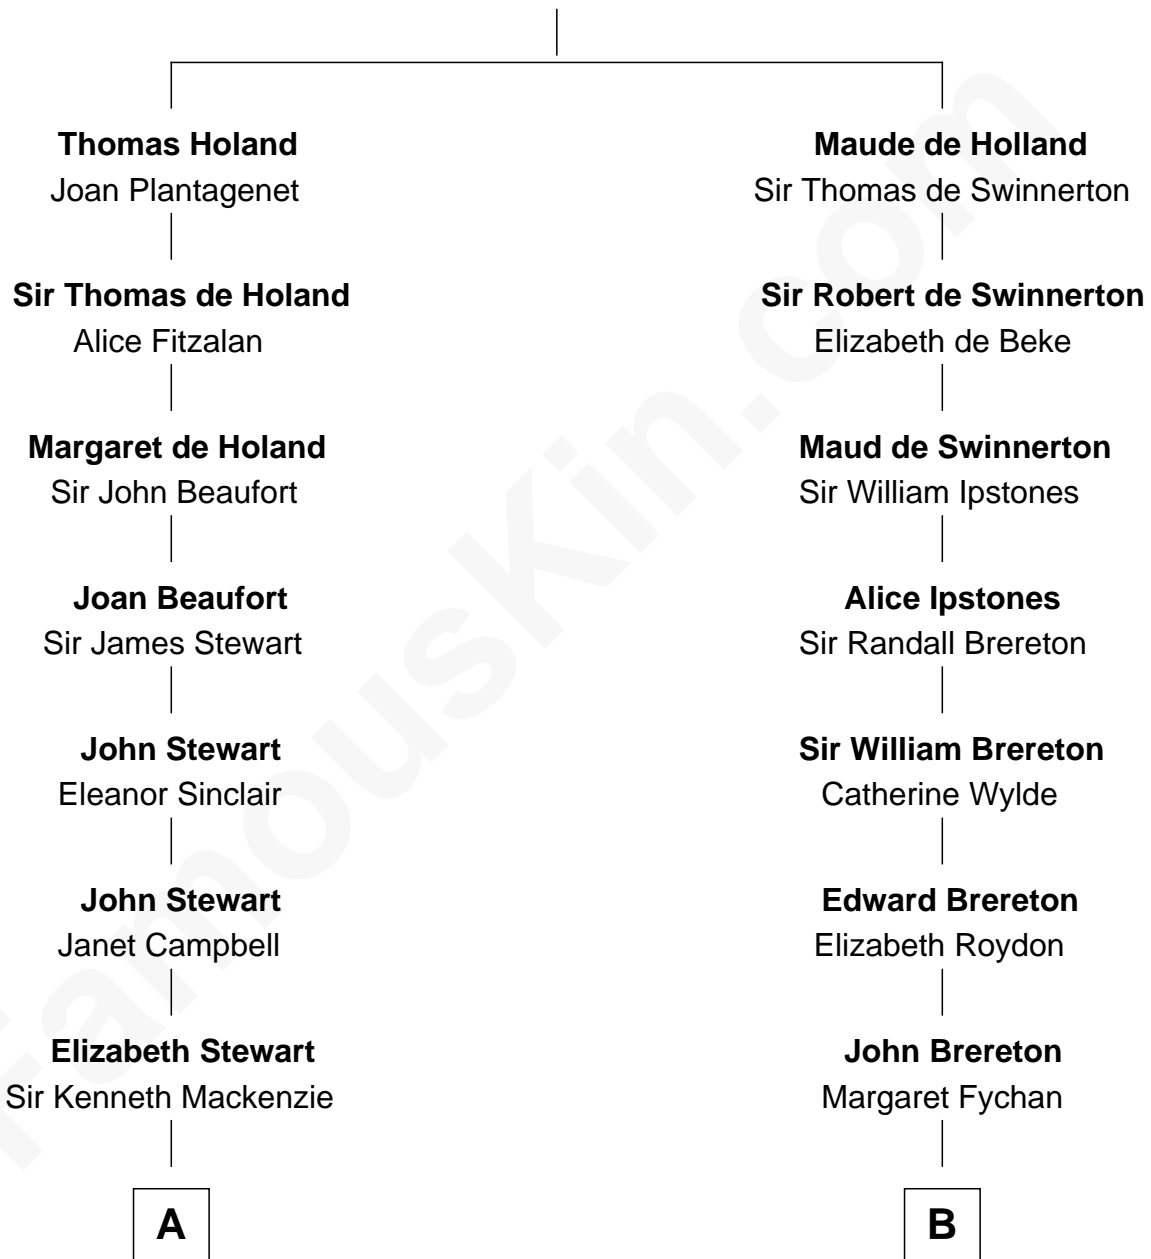 Thomas Holand
Joan Plantagenet
Sir Thomas de Holand
Alice Fitzalan
Margaret de Holand
Sir John Beaufort
Joan Beaufort
Sir James Stewart
John Stewart
Eleanor Sinclair
John Stewart
Janet Campbell
Elizabeth Stewart
Sir Kenneth Mackenzie
A
Maude de Holland
Sir Thomas de Swinnerton
Sir Robert de Swinnerton
Elizabeth de Beke
Maud de Swinnerton
Sir William Ipstones
Alice Ipstones
Sir Randall Brereton
Sir William Brereton
Catherine Wylde
Edward Brereton
Elizabeth Roydon
John Brereton
Margaret Fychan
B
FamousKin.com